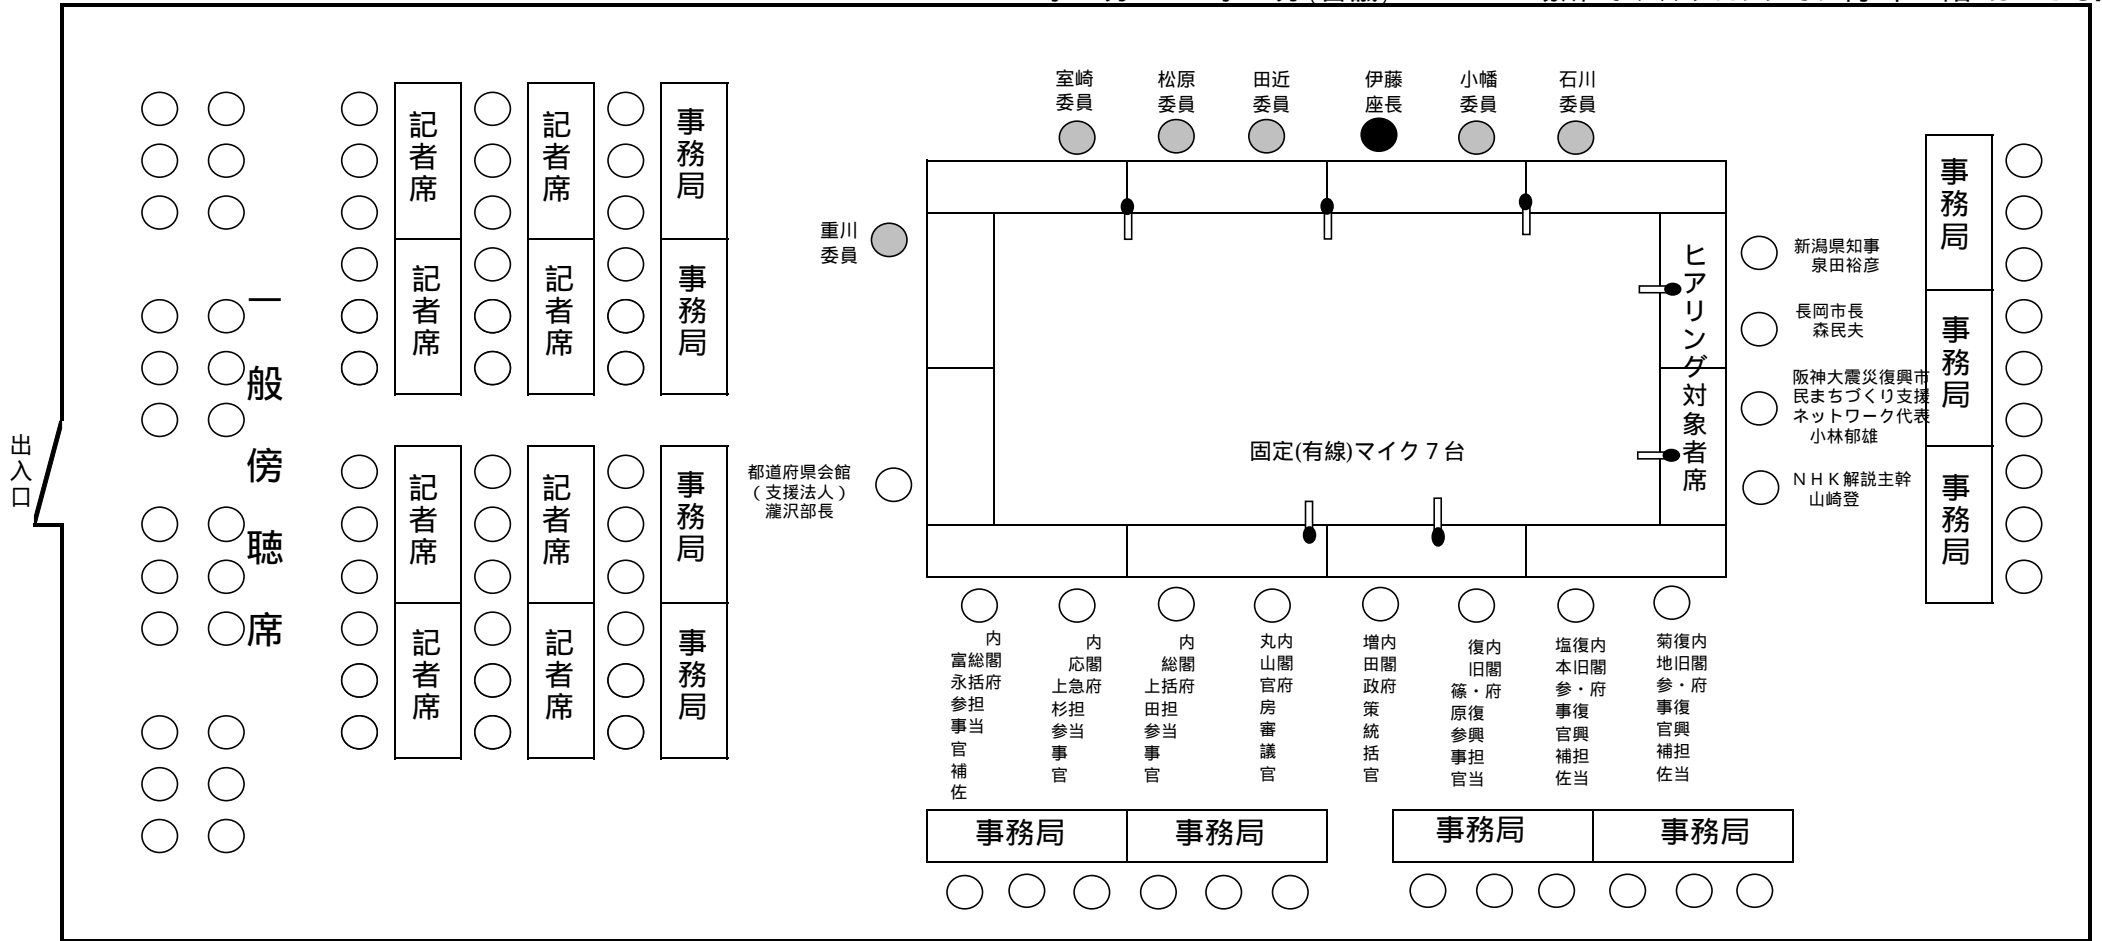 室崎
委員
松原
委員
田近
委員
伊藤
座長
小幡
委員
石川
委員
重川
委員
記者席
記者席
事務局
記者席
記者席
事務局
記者席
記者席
事務局
記者席
記者席
事務局
一般傍聴席
出入口
都道府県会館
（支援法人）
瀧沢部長
固定(有線)マイク７台
ヒアリング対象者席
新潟県知事
泉田裕彦
長岡市長
森民夫
阪神大震災復興市
民まちづくり支援
ネットワーク代表
小林郁雄
ＮＨＫ解説主幹
山崎登
事務局
事務局
事務局
内閣府
総括担当
富永参事官補佐
内閣府
応急担当
上杉参事官
内閣府
総括担当
上田参事官
内閣府
丸山官房審議官
内閣府
増田政策統括官
内閣府
復旧・復興担当
篠原参事官
内閣府
復旧・復興担当
塩本参事官補佐
内閣府
復旧・復興担当
菊地参事官補佐
事務局
事務局
事務局
事務局